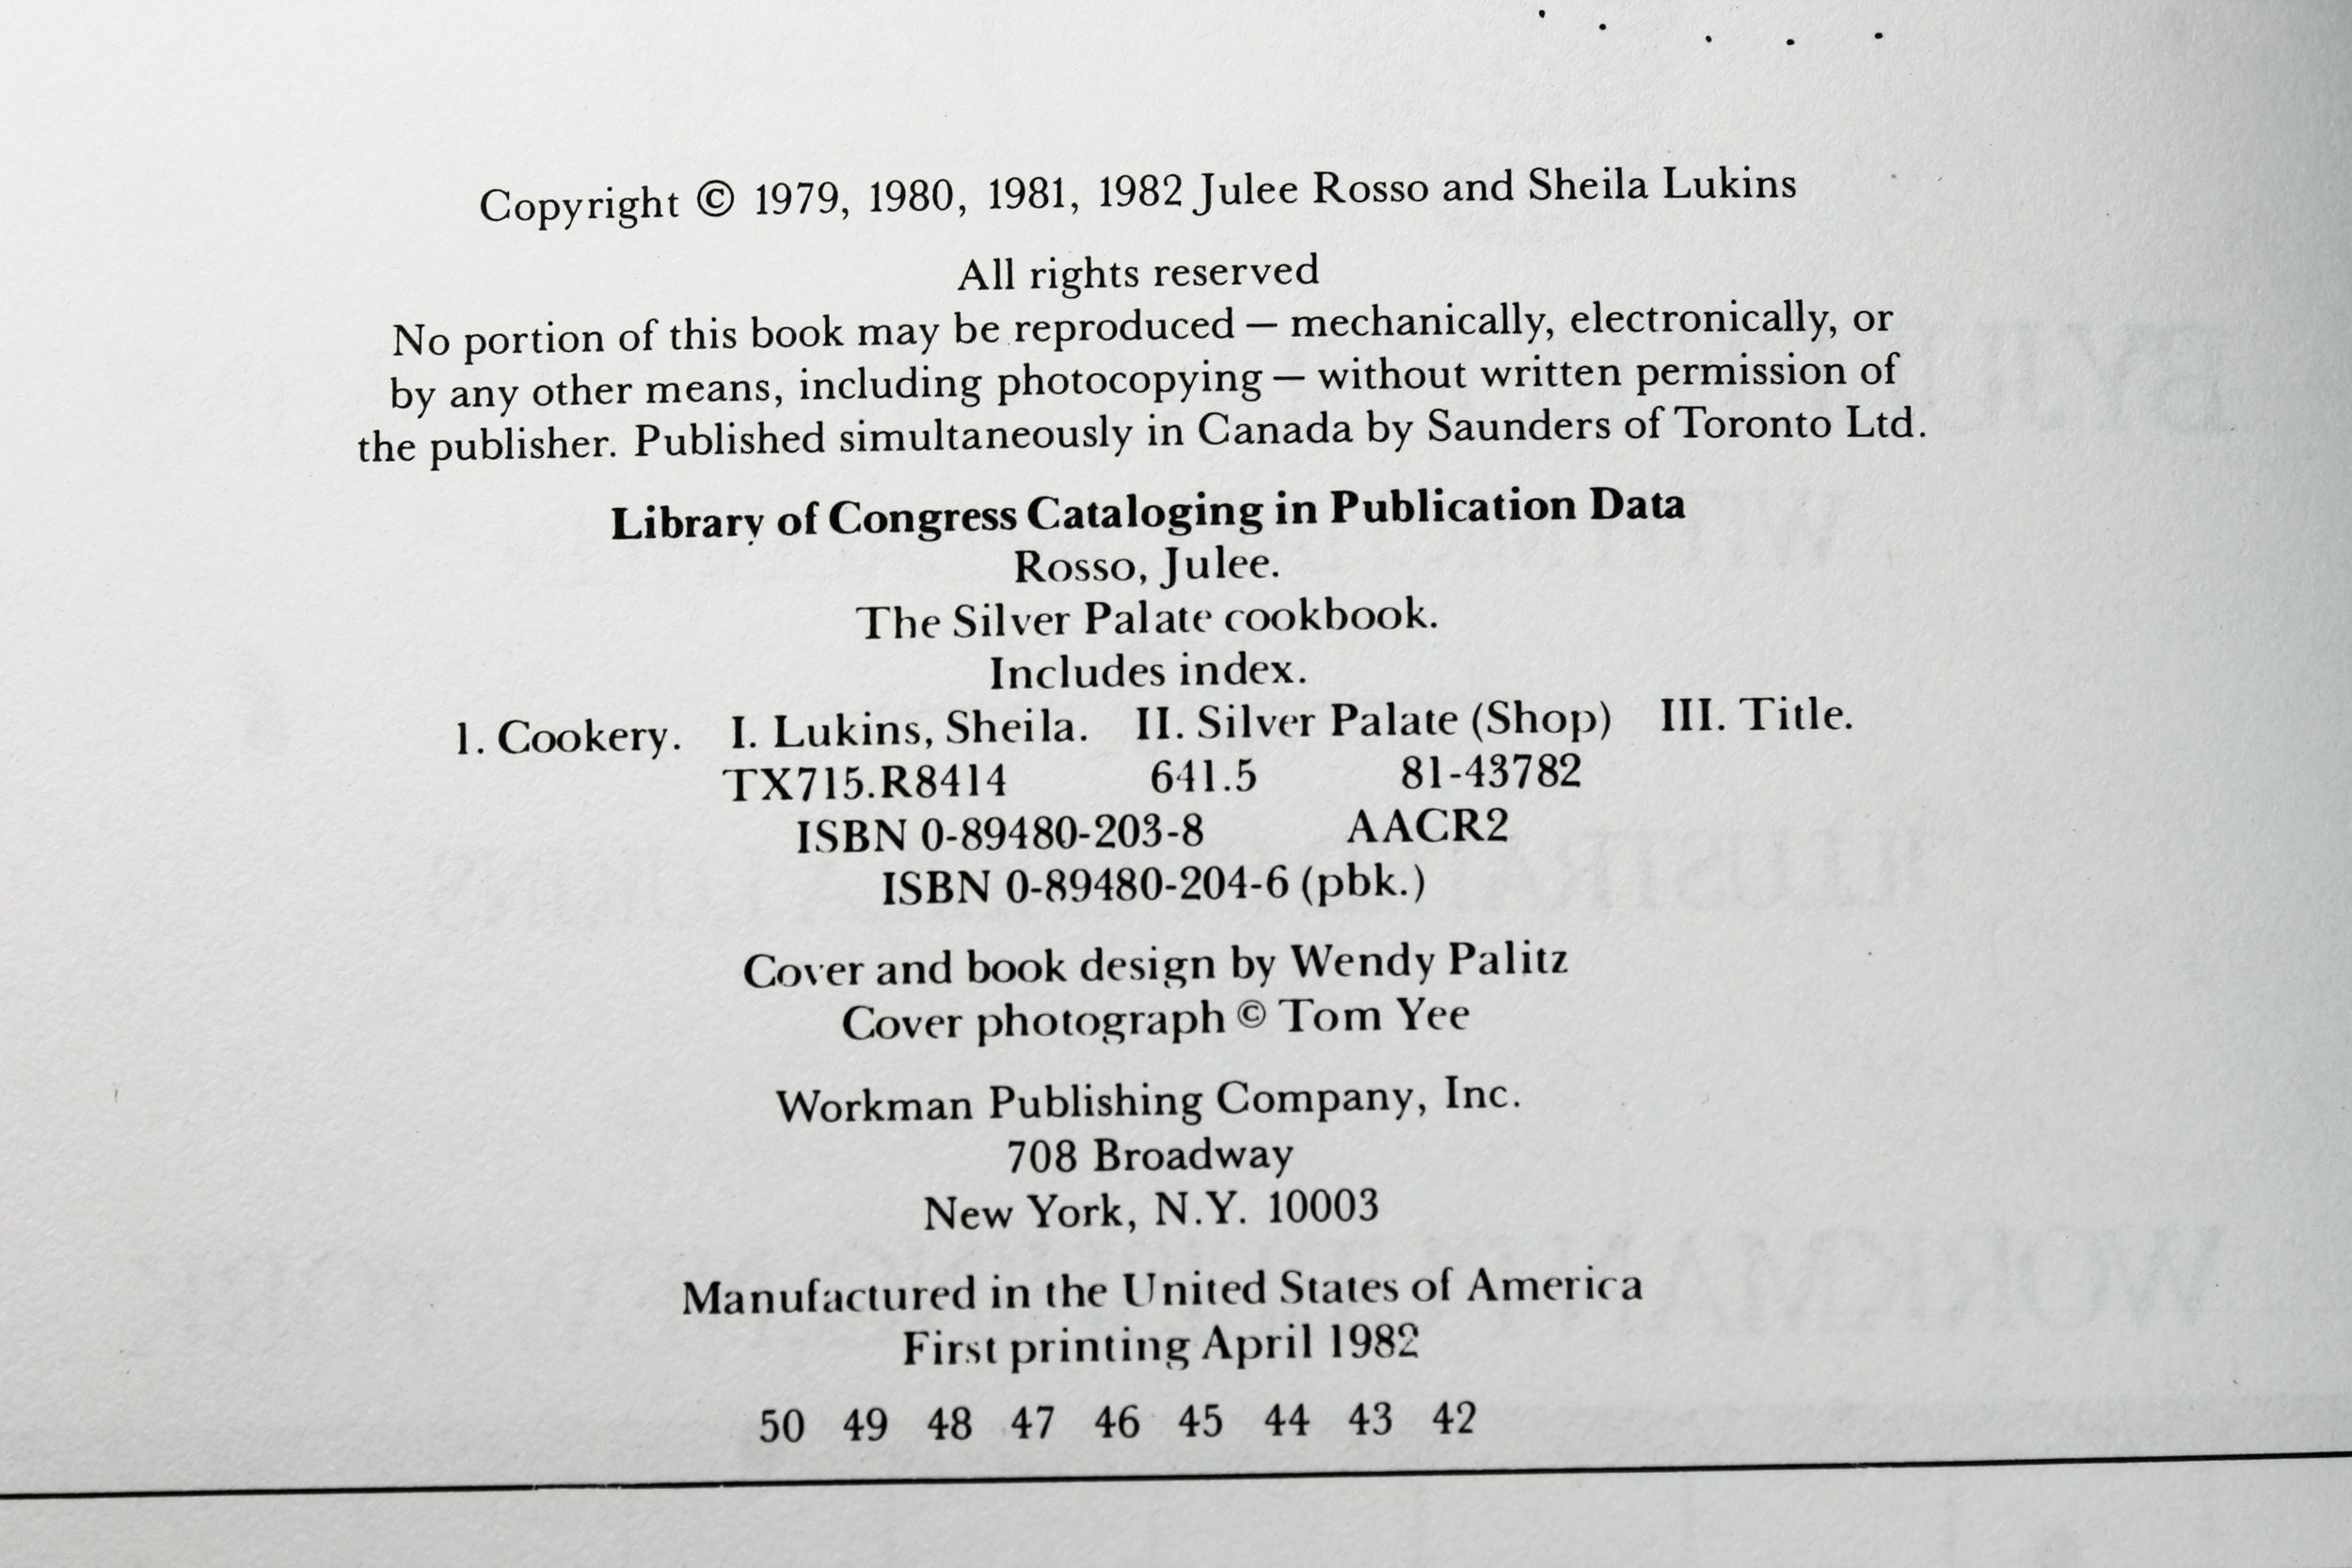 Copyright © 1979, 1980, 1981, 1982 Julee Rosso and Sheila Lukins
All rights reserved
No portion of this book may be reproduced — mechanically, electronically, or
by any other means, including photocopying — without written permission of
the publisher. Published simultaneously in Canada by Saunders of Toronto Ltd.
Library of Congress Cataloging in Publication Data
Rosso, Julee.
The Silver Palate cookbook.
Includes index.
1. Cookery. I. Lukins, Sheila. II. Silver Palate (Shop) III. Title.
TX715.R8414 641.5 81-43782
ISBN 0-89480-203-8 AACR2
ISBN 0-89480-204-6 (pbk.)
Cover and book design by Wendy Palitz
Cover photograph © Tom Yee
Workman Publishing Company, Inc.
708 Broadway
New York, N.Y. 10003
Manufactured in the United States of America
First printing April 1982
50 49 48 47 46 45 44 43 42